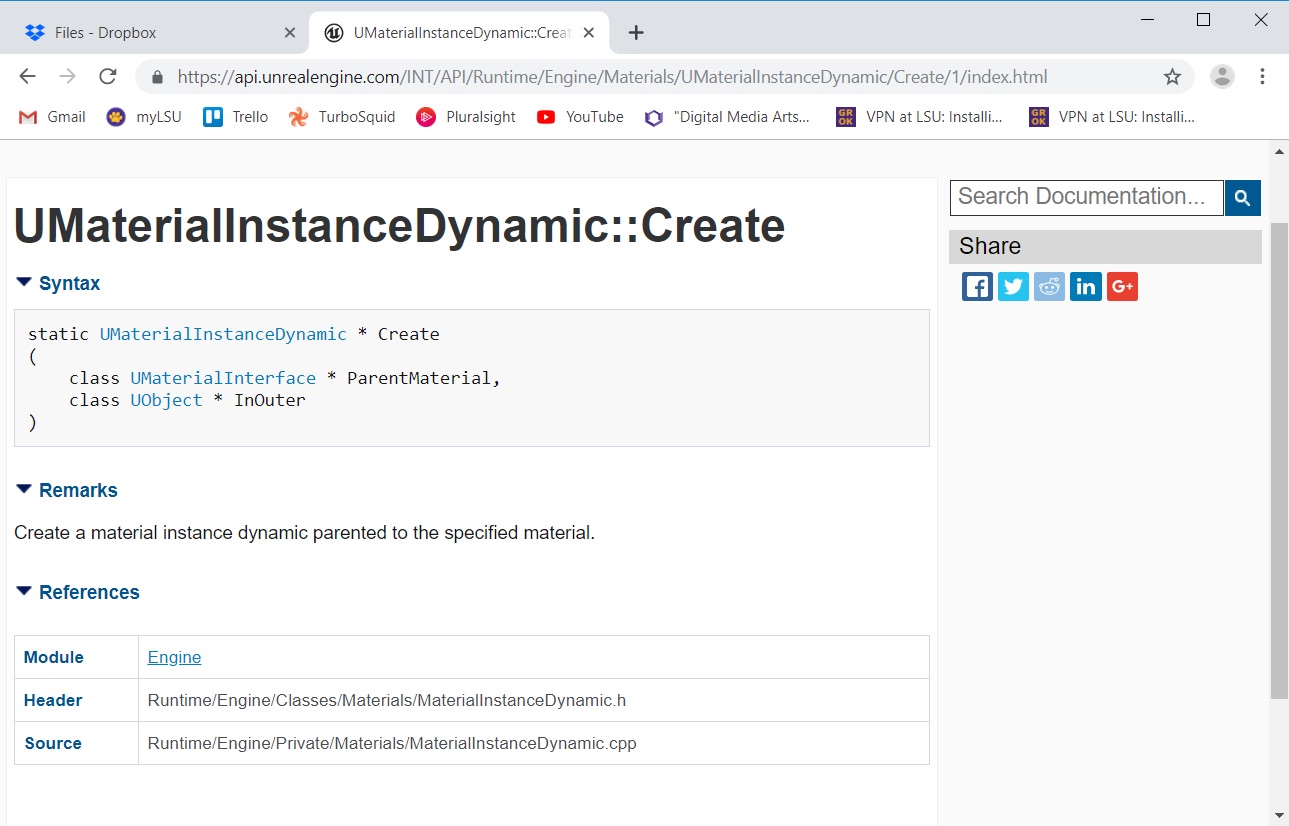 Files - Dropbox
UMaterialInstanceDynamic::Creat
https://api.unrealengine.com/INT/API/Runtime/Engine/Materials/UMaterialInstanceDynamic/Create/1/index.html
Gmail myLSU Trello TurboSquid Pluralsight YouTube "Digital Media Arts... GROK VPN at LSU: Installi... GROK VPN at LSU: Installi...
UMaterialInstanceDynamic::Create
Syntax
static UMaterialInstanceDynamic * Create
(
class UMaterialInterface * ParentMaterial,
class UObject * InOuter
)
Remarks
Create a material instance dynamic parented to the specified material.
References
Module Engine
Header Runtime/Engine/Classes/Materials/MaterialInstanceDynamic.h
Source Runtime/Engine/Private/Materials/MaterialInstanceDynamic.cpp
Search Documentation...
Share
in G+